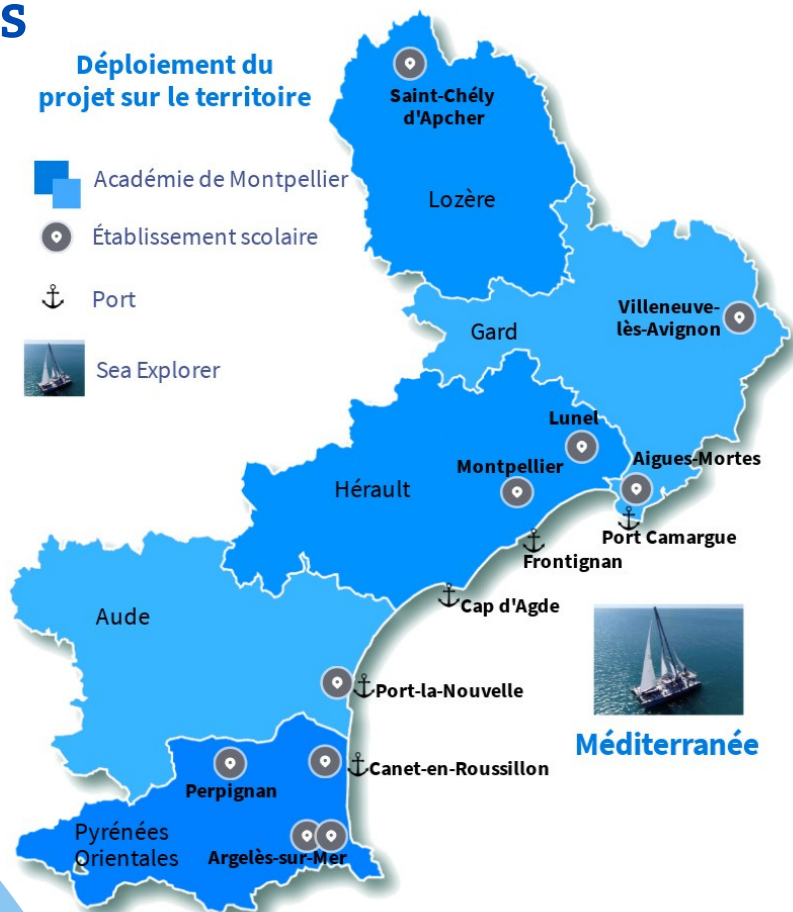 s
Déploiement du
projet sur le territoire
Académie de Montpellier
Établissement scolaire
Port
Sea Explorer
Saint-Chély
d'Apcher
Lozère
Villeneuve-
lès-Avignon
Gard
Lunel
Montpellier
Aigues-Mortes
Hérault
Port Camargue
Frontignan
Cap d'Agde
Aude
Port-la-Nouvelle
Méditerranée
Canet-en-Roussillon
Perpignan
Pyrénées
Orientales
Argelès-sur-Mer